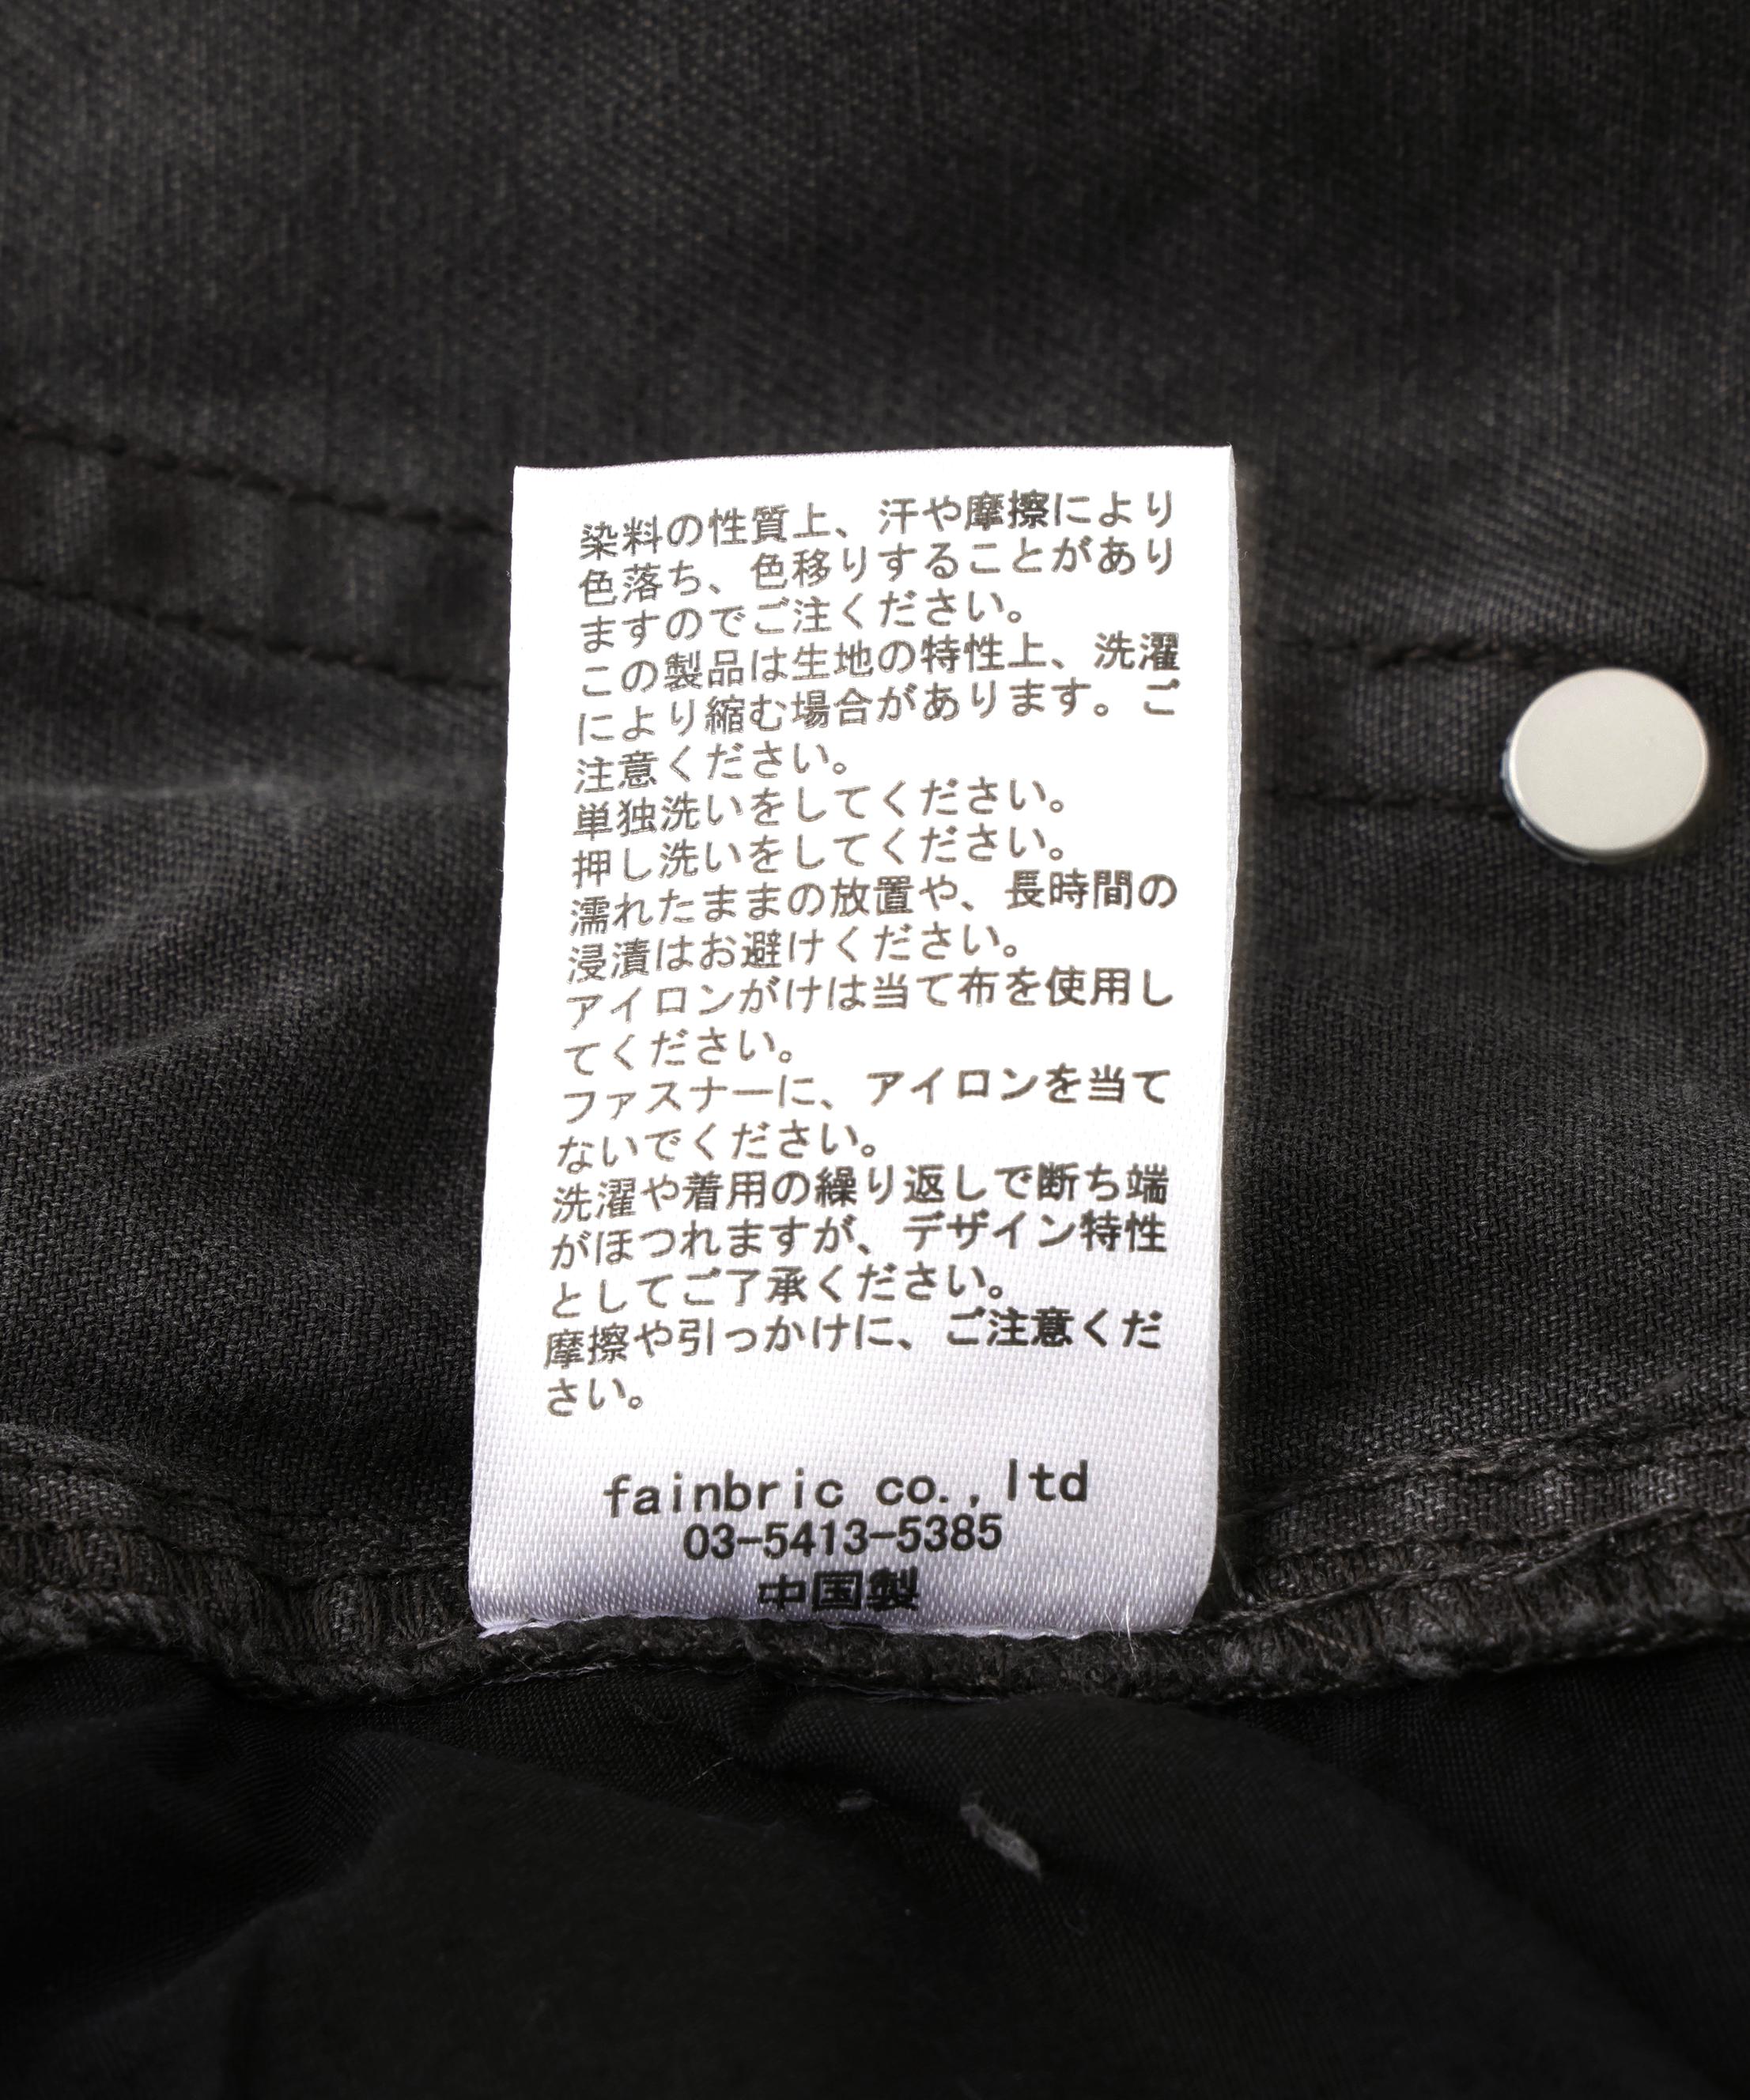 染料の性質上、汗や摩擦により
色落ち、色移りすることがあり
ますのでご注ください。
この製品は生地の特性上、洗濯
により縮む場合があります。ご
注意ください。
単独洗いをしてください。
押し洗いをしてください。
濡れたままの放置や、長時間の
浸漬はお避けください。
アイロンがけは当て布を使用し
てください。
ファスナーに、アイロンを当て
ないでください。
洗濯や着用の繰り返しで断ち端
がほつれますが、デザイン特性
としてご了承ください。
摩擦や引っかけに、ご注意くだ
さい。
fainbric co.,ltd
03-5413-5385
中国製